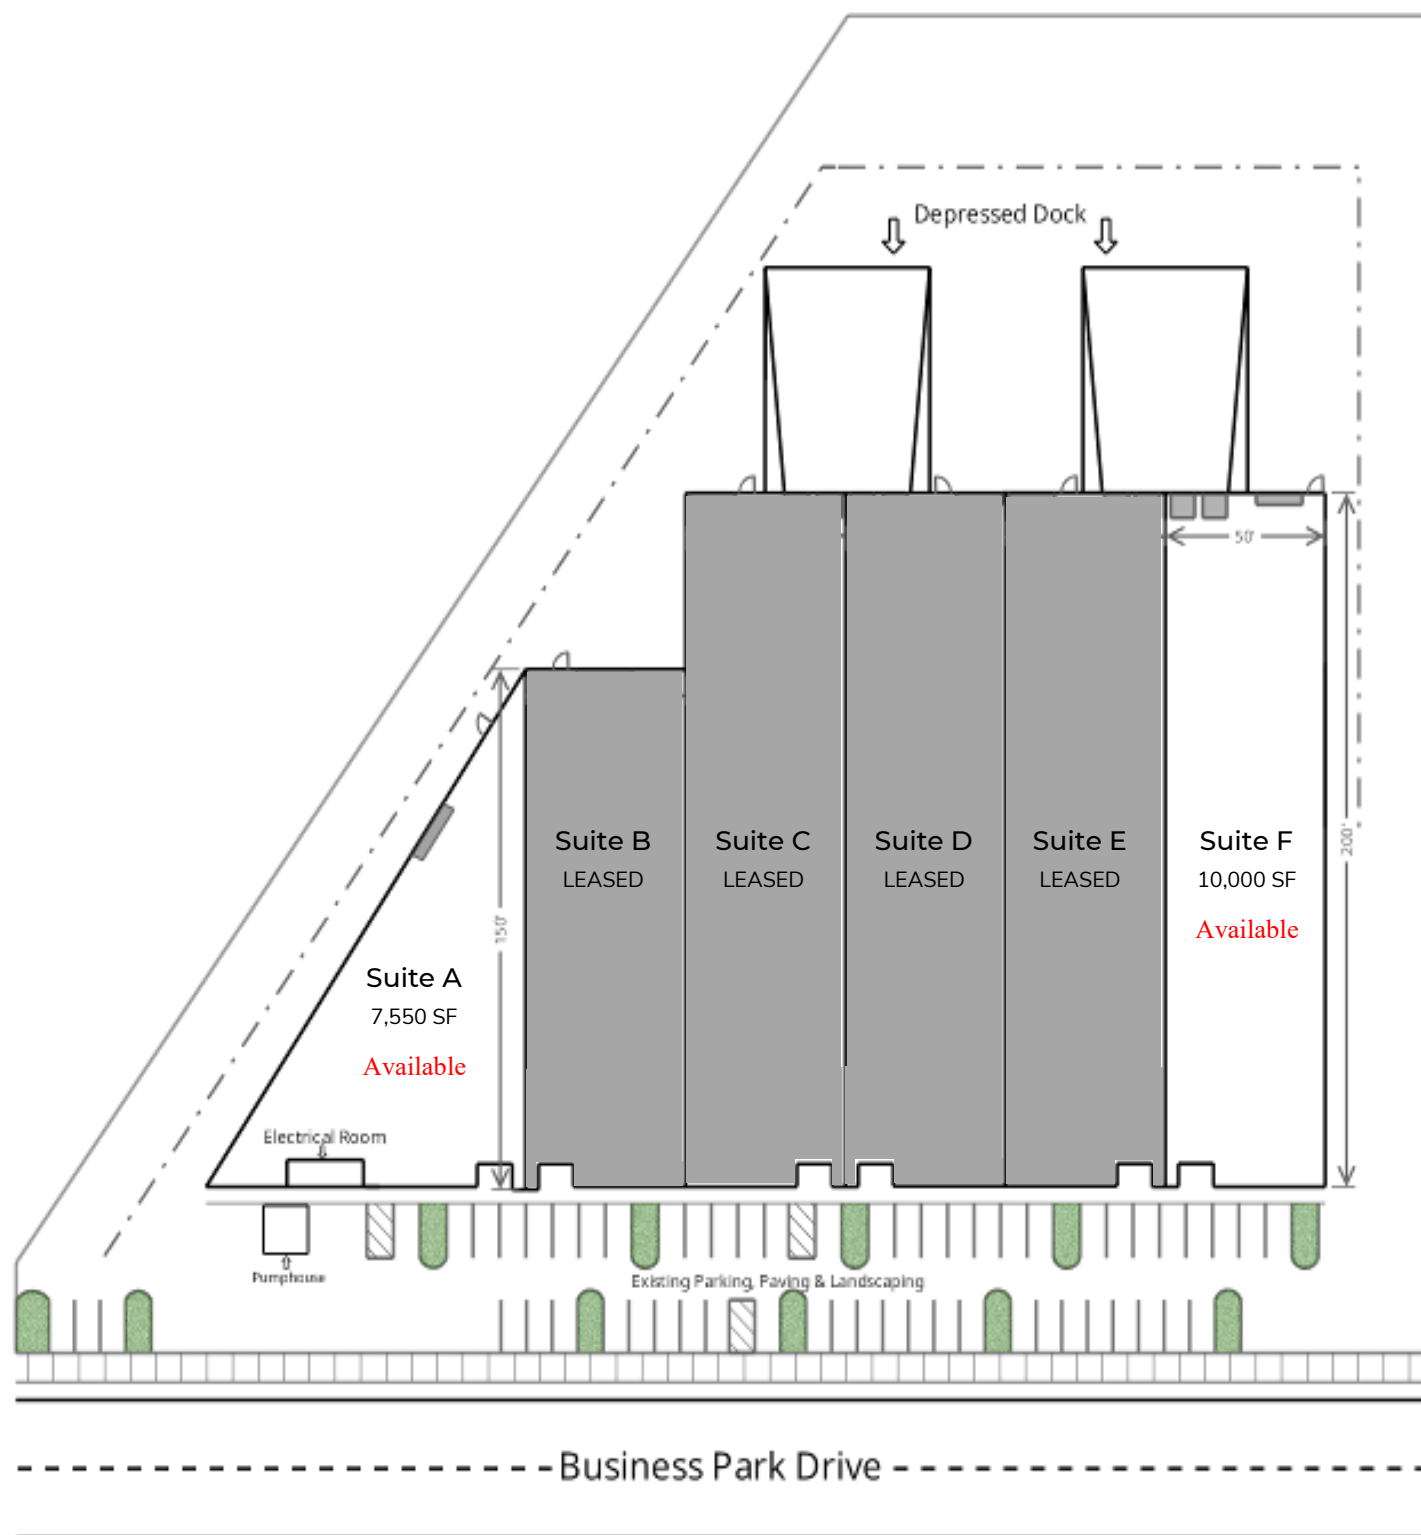 Depressed Dock
50'
Suite B
LEASED
Suite C
LEASED
Suite D
LEASED
Suite E
LEASED
Suite F
10,000 SF
Available
200'
150'
Suite A
7,550 SF
Available
Electrical Room
Pumphouse
Existing Parking, Paving & Landscaping
Business Park Drive